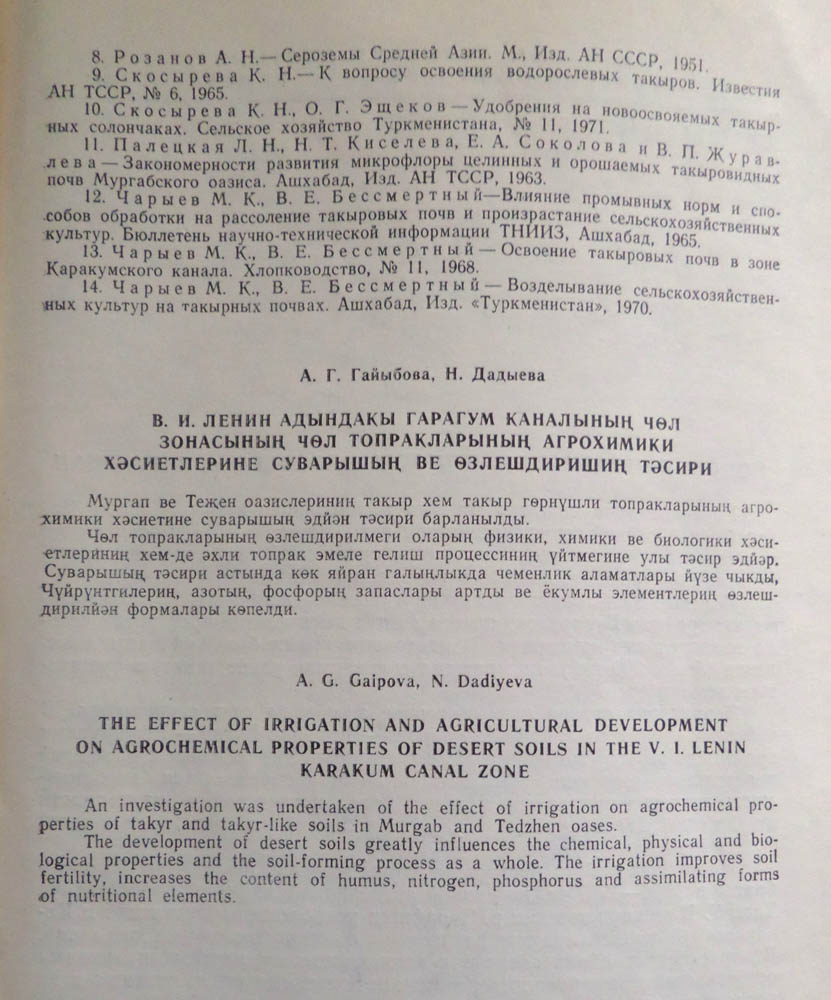 8. Розанов А. Н.— Сероземы Средней Азии. М., Изд. АН СССР, 1951.
9. Скосырева К. Н.— К вопросу освоения водорослевых такыров. Известия
АН ТССР, № 6, 1965.
10. Скосырева К. Н., О. Г. Эщеков — Удобрения на новоосвояемых такыр-
ных солончаках. Сельское хозяйство Туркменистана, № 11, 1971.
11. Палецкая Л. Н., Н. Т. Киселева, Е. А. Соколова и В. П. Журав-
лева — Закономерности развития микрофлоры целинных и орошаемых такыровидных
почв Мургабского оазиса. Ашхабад, Изд. АН ТССР, 1963.
12. Чарыев М. К., В. Е. Бессмертный—Влияние промывных норм и спо-
собов обработки на рассоление такыровых почв и произрастание сельскохозяйственных
культур. Бюллетень научно-технической информации ТНИИЗ, Ашхабад, 1965.
13. Чарыев М. К., В. Е. Бессмертный — Освоение такыровых почв в зоне
Каракумского канала. Хлопководство, № 11, 1968.
14. Чарыев М. К., В. Е. Бессмертный — Возделывание сельскохозяйствен-
ных культур на такырных почвах. Ашхабад, Изд. «Туркменистан», 1970.
А. Г. Гайыбова, Н. Дадыева
В. И. ЛЕНИН АДЫНДАКЫ ГАРАГУМ КАНАЛЫНЫҢ ЧӨЛ
ЗОНАСЫНЫҢ ЧӨЛ ТОПРАКЛАРЫНЫҢ АГРОХИМИКИ
ХӘСИЕТЛЕРИНЕ СУВАРЫШЫҢ ВЕ ӨЗЛЕШДИРИШИҢ ТӘСИРИ
Мургап ве Теҗен оазислериниң такыр хем такыр гөрнүшли топракларының агро-
химики хәсиетине суварышың эдйән тәсири барланылды.
Чөл топракларының өзлешдирилмеги оларың физики, химики ве биологики хәси-
етлериниң хем-де әхли топрак эмеле гелиш процессиниң үйтмегине улы тәсир эдйәр.
Суварышың тәсири астында көк яйран галыңлыкда чеменлик аламатлары йүзе чыкды,
Чүйрүнтгилериң, азотың, фосфорың запаслары артды ве ёкумлы элементлериң өзлеш-
дирилйән формалары көпелди.
A. G. Gaipova, N. Dadiyeva
THE EFFECT OF IRRIGATION AND AGRICULTURAL DEVELOPMENT
ON AGROCHEMICAL PROPERTIES OF DESERT SOILS IN THE V. I. LENIN
KARAKUM CANAL ZONE
An investigation was undertaken of the effect of irrigation on agrochemical pro-
perties of takyr and takyr-like soils in Murgab and Tedzhen oases.
The development of desert soils greatly influences the chemical, physical and bio-
logical properties and the soil-forming process as a whole. The irrigation improves soil
fertility, increases the content of humus, nitrogen, phosphorus and assimilating forms
of nutritional elements.